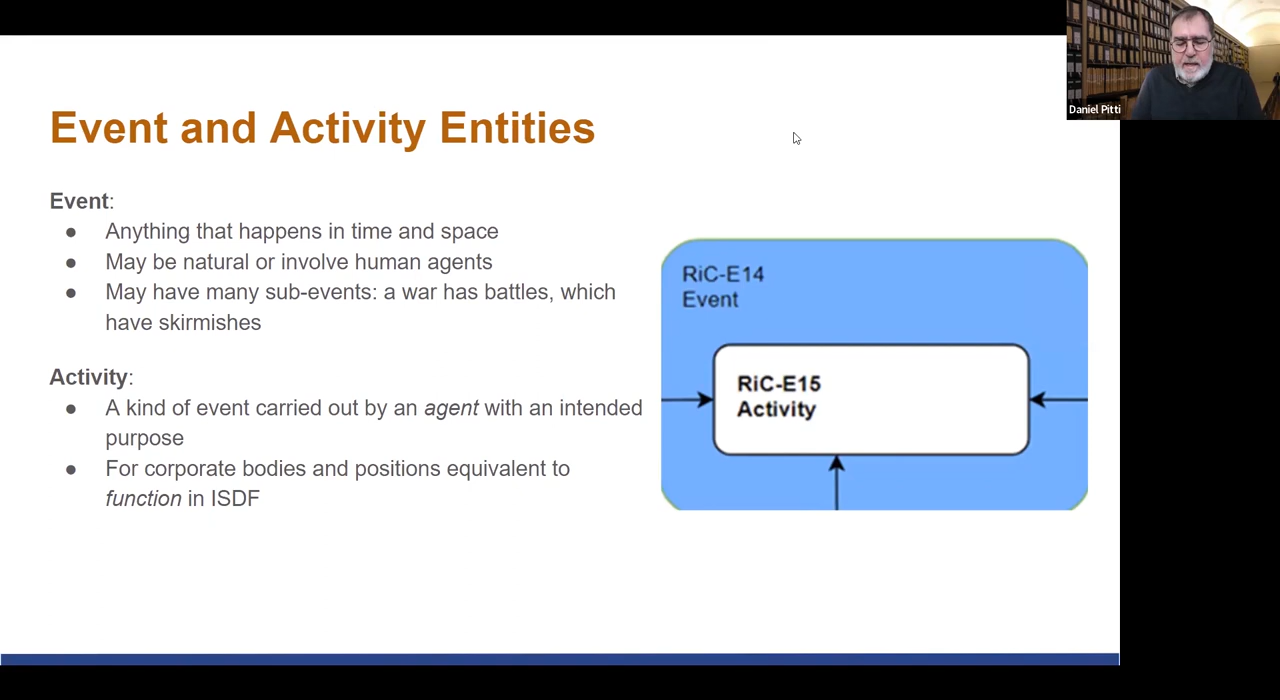 Event and Activity Entities
Event:
● Anything that happens in time and space
● May be natural or involve human agents
● May have many sub-events: a war has battles, which
have skirmishes
Activity:
● A kind of event carried out by an agent with an intended
purpose
● For corporate bodies and positions equivalent to
function in ISDF
RiC-E14
Event
RiC-E15
Activity
Daniel Pitti